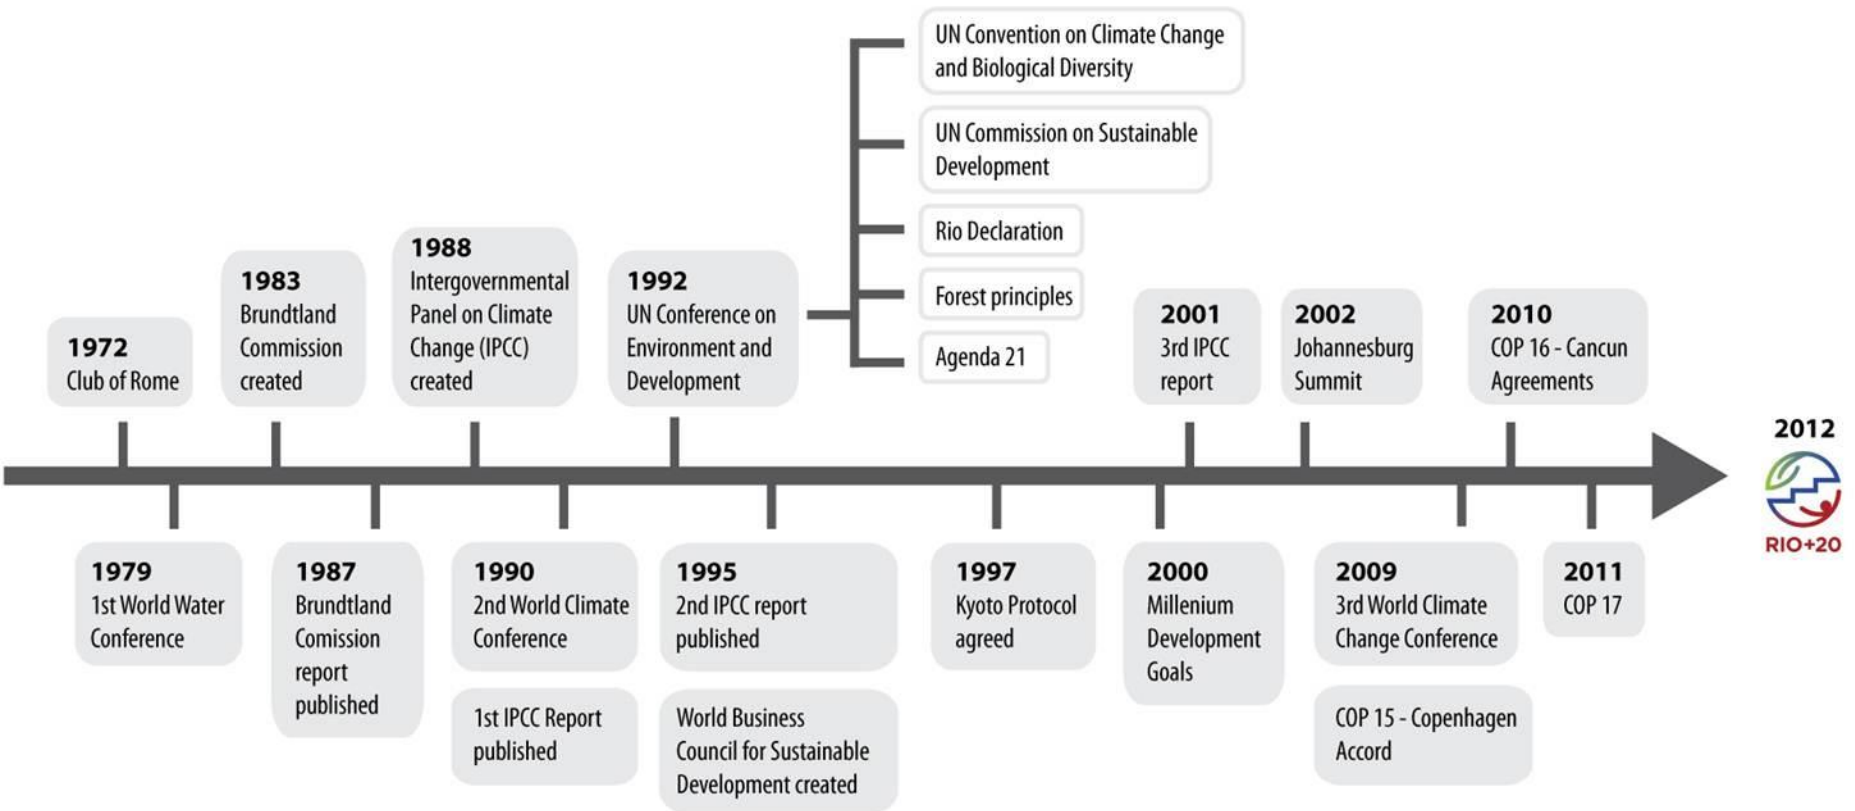 UN Convention on Climate Change
and Biological Diversity
UN Commission on Sustainable
Development
Rio Declaration
Forest principles
Agenda 21
1972
Club of Rome
1983
Brundtland
Commission
created
1988
Intergovernmental
Panel on Climate
Change (IPCC)
created
1992
UN Conference on
Environment and
Development
2001
3rd IPCC
report
2002
Johannesburg
Summit
2010
COP 16 - Cancun
Agreements
2012
RIO+20
1979
1st World Water
Conference
1987
Brundtland
Comission
report
published
1990
2nd World Climate
Conference
1st IPCC Report
published
1995
2nd IPCC report
published
World Business
Council for Sustainable
Development created
1997
Kyoto Protocol
agreed
2000
Millenium
Development
Goals
2009
3rd World Climate
Change Conference
COP 15 - Copenhagen
Accord
2011
COP 17